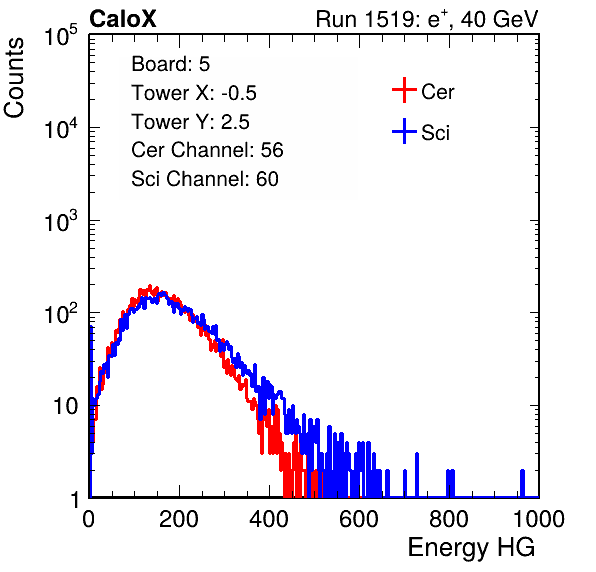 CaloX Run 1519: e+, 40 GeV
Counts
10^5
10^4
10^3
10^2
10
1
Board: 5
Tower X: -0.5
Tower Y: 2.5
Cer Channel: 56
Sci Channel: 60
Cer
Sci
0 200 400 600 800 1000
Energy HG